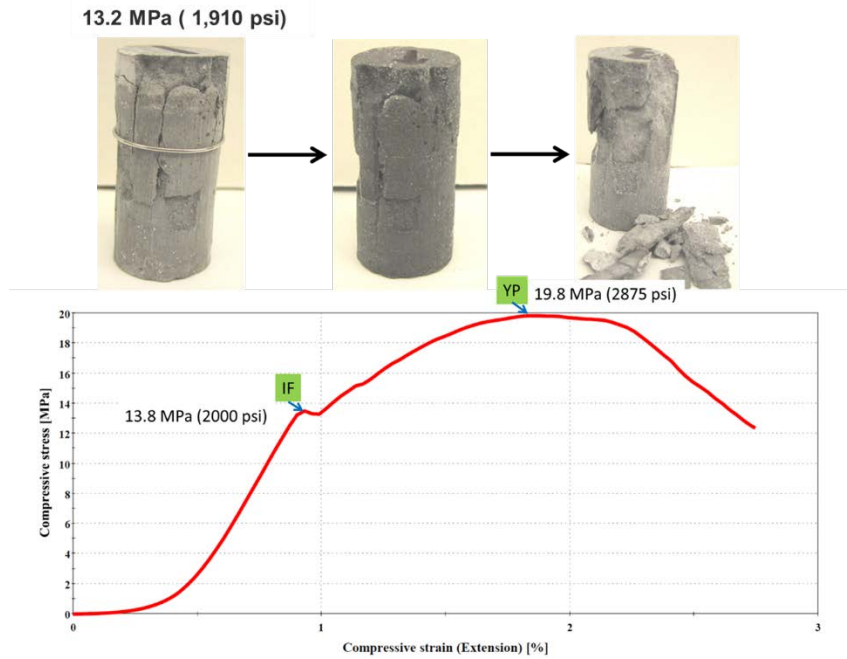 13.2 MPa ( 1,910 psi)
YP
19.8 MPa (2875 psi)
IF
13.8 MPa (2000 psi)
Compressive stress [MPa]
20
18
16
14
12
10
8
6
4
2
0
0
1
2
3
Compressive strain (Extension) [%]